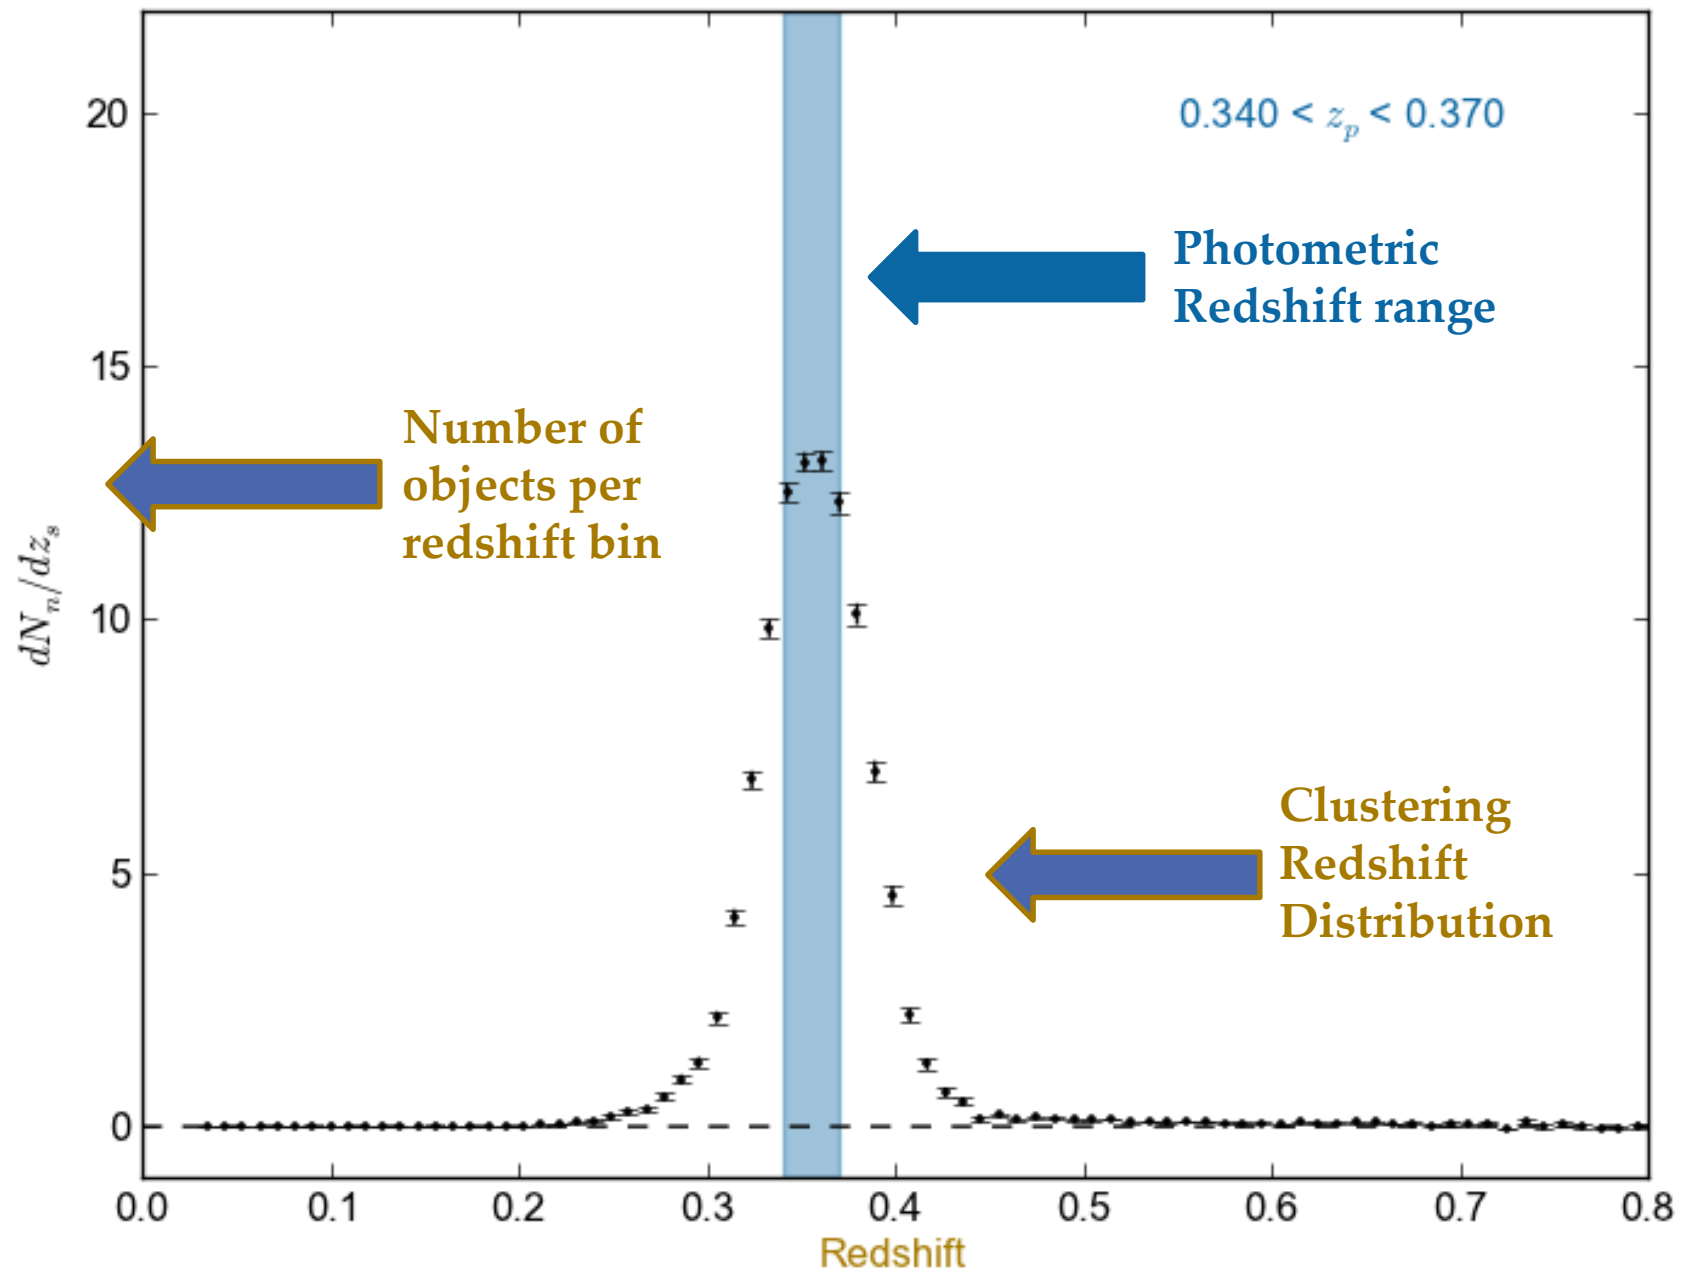 20
0.340 < z_p < 0.370
Photometric
Redshift range
15
Number of
objects per
redshift bin
dN_n/dz_s
10
Clustering
Redshift
Distribution
5
0
0.0 0.1 0.2 0.3 0.4 0.5 0.6 0.7 0.8
Redshift